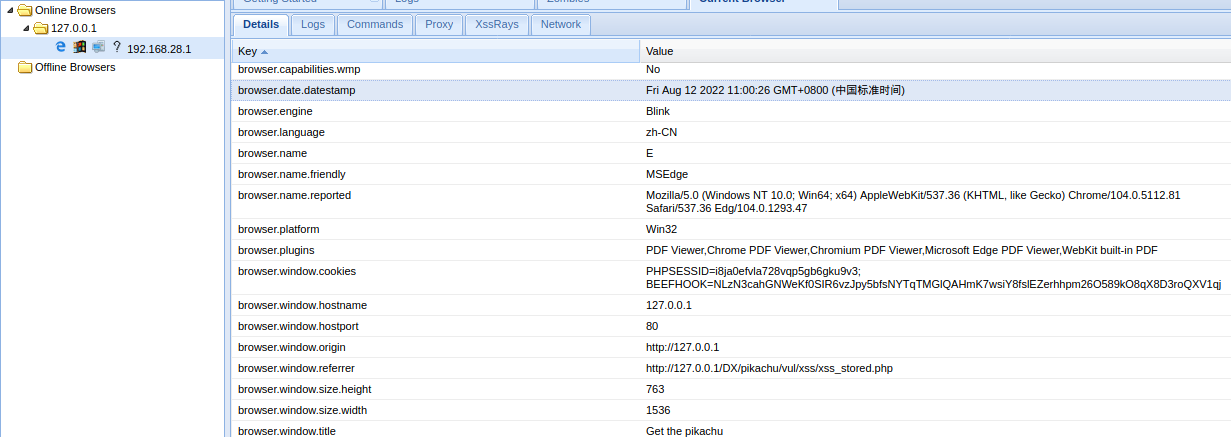 Online Browsers
127.0.0.1
? 192.168.28.1
Offline Browsers
Getting Started Logs Zombies Current Browser
Details Logs Commands Proxy XssRays Network
Key Value
browser.capabilities.wmp No
browser.date.datestamp Fri Aug 12 2022 11:00:26 GMT+0800 (中国标准时间)
browser.engine Blink
browser.language zh-CN
browser.name E
browser.name.friendly MSEdge
browser.name.reported Mozilla/5.0 (Windows NT 10.0; Win64; x64) AppleWebKit/537.36 (KHTML, like Gecko) Chrome/104.0.5112.81
Safari/537.36 Edg/104.0.1293.47
browser.platform Win32
browser.plugins PDF Viewer,Chrome PDF Viewer,Chromium PDF Viewer,Microsoft Edge PDF Viewer,WebKit built-in PDF
browser.window.cookies PHPSESSID=i8ja0efvla728vqp5gb6gku9v3;
BEEFHOOK=NLzN3cahGNWeKf0SIR6vzJpy5bfsNYTqTMGlQAHmK7wsiY8fslEZerhhpm26O589kO8qX8D3roQXV1qj
browser.window.hostname 127.0.0.1
browser.window.hostport 80
browser.window.origin http://127.0.0.1
browser.window.referrer http://127.0.0.1/DX/pikachu/vul/xss/xss_stored.php
browser.window.size.height 763
browser.window.size.width 1536
browser.window.title Get the pikachu